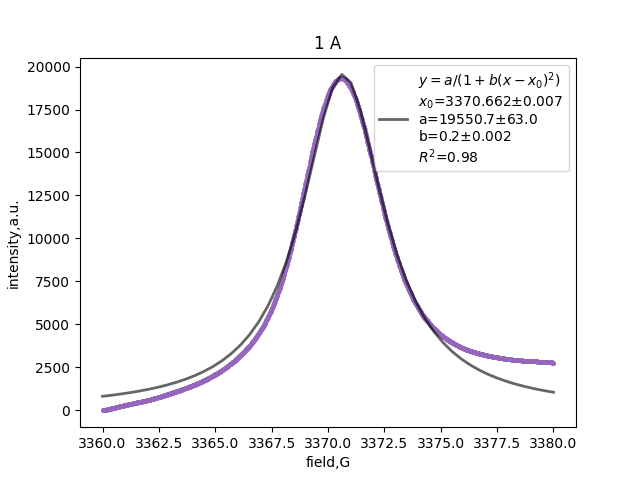 1 A
20000
17500
15000
12500
10000
7500
5000
2500
0
intensity,a.u.
y = a/(1 + b(x − x₀)²)
x₀=3370.662±0.007
a=19550.7±63.0
b=0.2±0.002
R²=0.98
3360.0 3362.5 3365.0 3367.5 3370.0 3372.5 3375.0 3377.5 3380.0
field,G